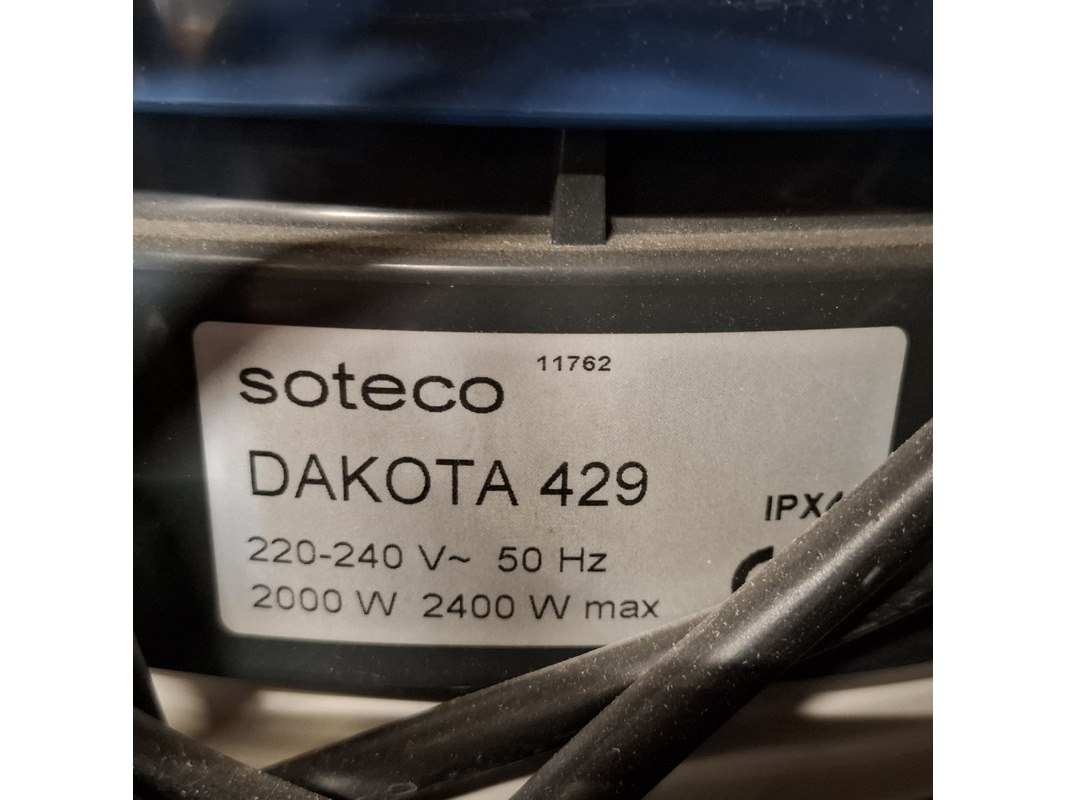 soteco 11762
DAKOTA 429
220-240 V~ 50 Hz
2000 W 2400 W max